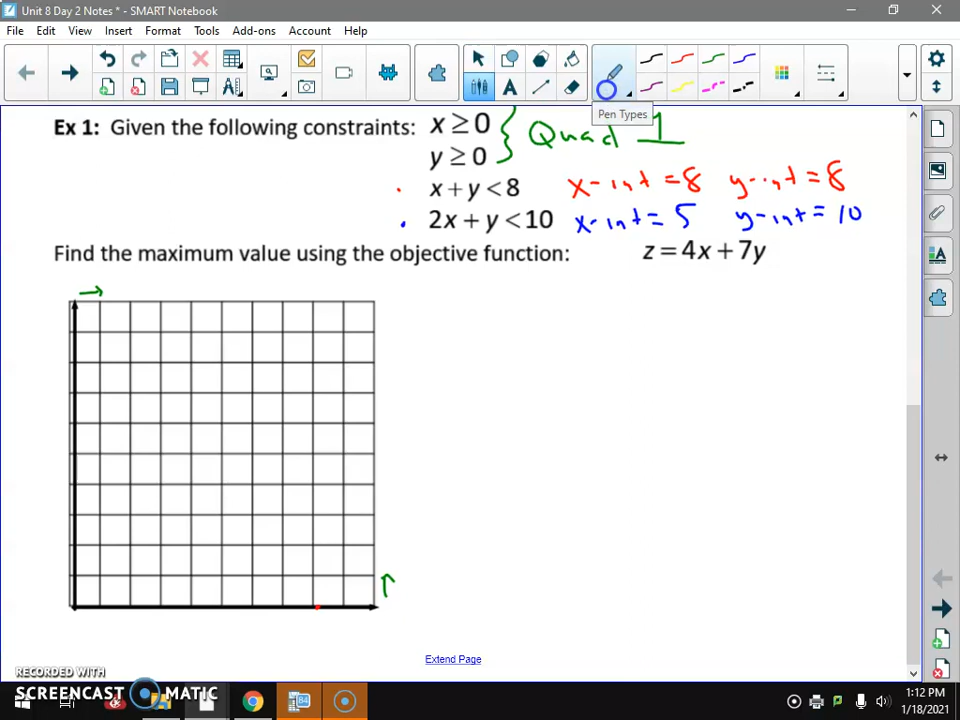 Unit 8 Day 2 Notes * - SMART Notebook
File Edit View Insert Format Tools Add-ons Account Help
Pen Types
Ex 1: Given the following constraints: x ≥ 0
y ≥ 0
Quad 1
x + y < 8 x-int = 8 y-int = 8
2x + y < 10 x-int = 5 y-int = 10
Find the maximum value using the objective function: z = 4x + 7y
Extend Page
RECORDED WITH
SCREENCAST MATIC
84
1:12 PM
1/18/2021